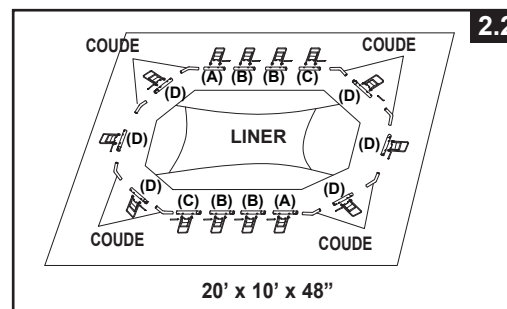 2.2
COUDE COUDE
(A) (B) (B) (C)
(D) (D)
(D) LINER (D)
(D) (D)
(C) (B) (B) (A)
COUDE COUDE
20’ x 10’ x 48”